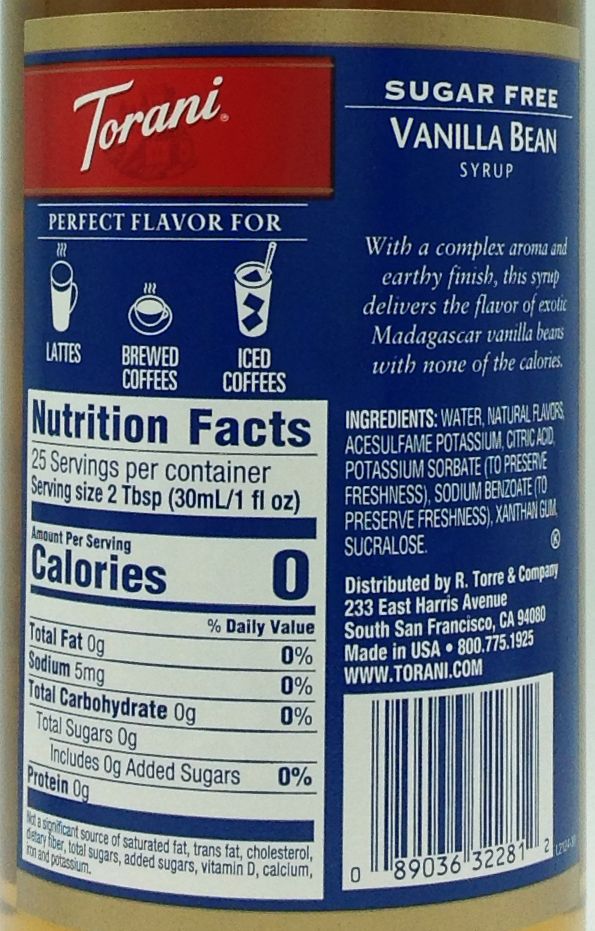 Torani®
PERFECT FLAVOR FOR
LATTES
BREWED
COFFEES
ICED
COFFEES
Nutrition Facts
25 Servings per container
Serving size 2 Tbsp (30mL/1 fl oz)
Amount Per Serving
Calories 0
% Daily Value
Total Fat 0g 0%
Sodium 5mg 0%
Total Carbohydrate 0g 0%
Total Sugars 0g
Includes 0g Added Sugars 0%
Protein 0g
Not a significant source of saturated fat, trans fat, cholesterol,
dietary fiber, total sugars, added sugars, vitamin D, calcium,
iron and potassium.
SUGAR FREE
VANILLA BEAN
SYRUP
With a complex aroma and
earthy finish, this syrup
delivers the flavor of exotic
Madagascar vanilla beans
with none of the calories.
INGREDIENTS: WATER, NATURAL FLAVORS,
ACESULFAME POTASSIUM, CITRIC ACID,
POTASSIUM SORBATE (TO PRESERVE
FRESHNESS), SODIUM BENZOATE (TO
PRESERVE FRESHNESS), XANTHAN GUM,
SUCRALOSE.
Distributed by R. Torre & Company
233 East Harris Avenue
South San Francisco, CA 94080
Made in USA • 800.775.1925
WWW.TORANI.COM
0 89036 32281 2